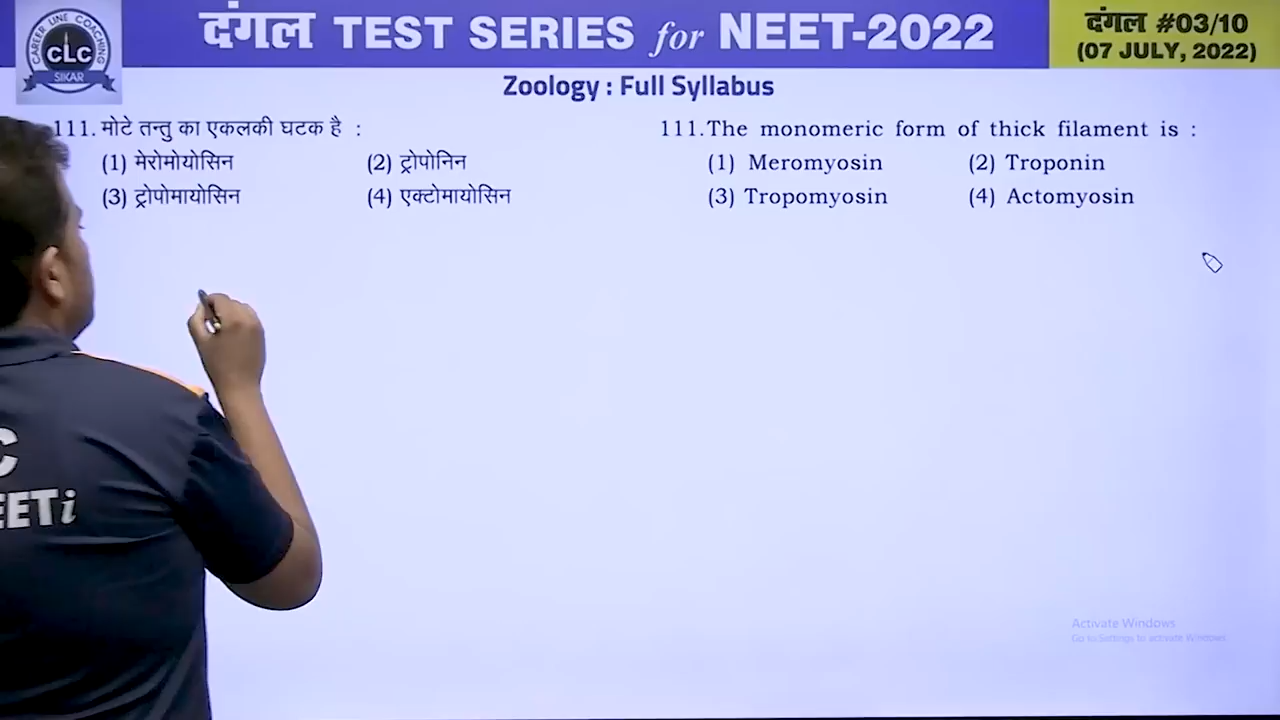 CAREER LINE COACHING
CLC
SIKAR
दंगल TEST SERIES for NEET-2022
दंगल #03/10
(07 JULY, 2022)
Zoology : Full Syllabus
111. मोटे तन्तु का एकलकी घटक है :
(1) मेरोमोयोसिन (2) ट्रोपोनिन
(3) ट्रोपोमायोसिन (4) एक्टोमायोसिन
111.The monomeric form of thick filament is :
(1) Meromyosin (2) Troponin
(3) Tropomyosin (4) Actomyosin
C
EETi
Activate Windows
Go to Settings to activate Windows.